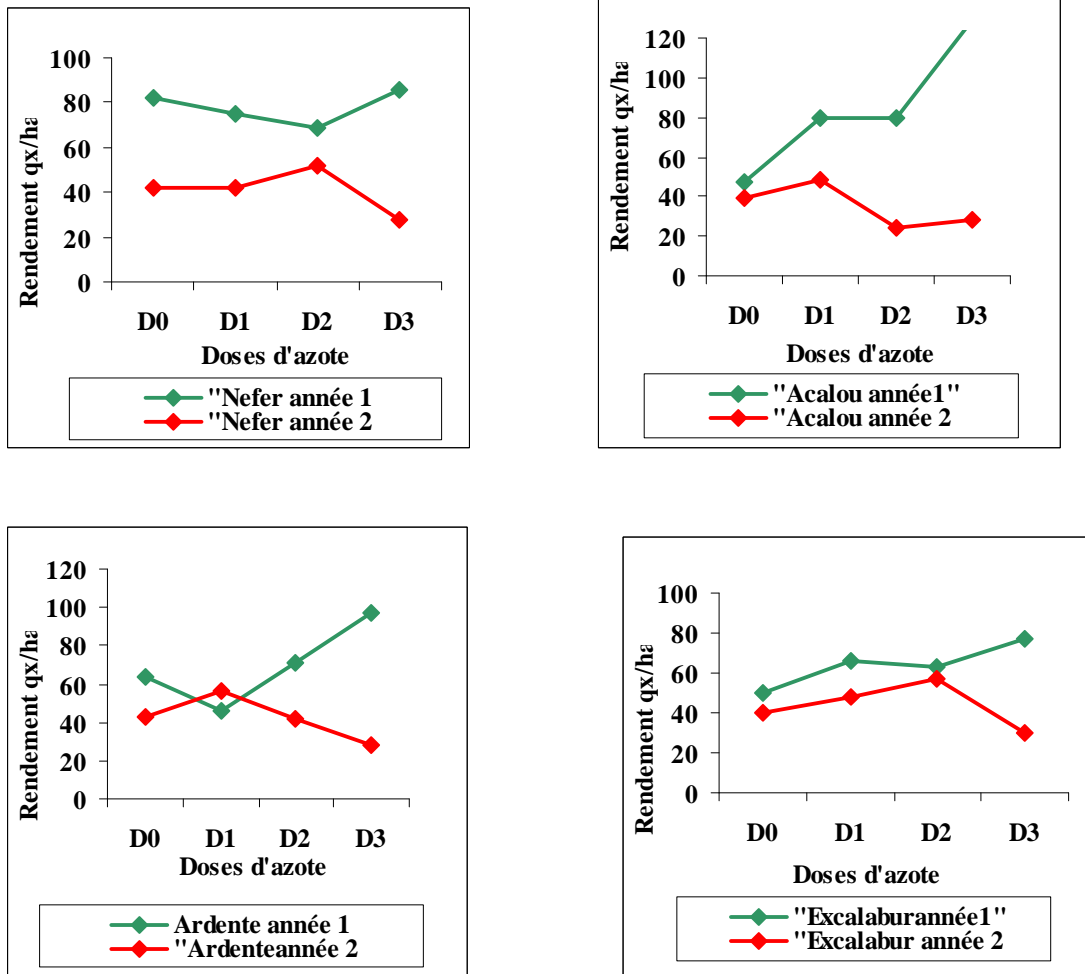 Rendement qx/ha
100
80
60
40
20
0
D0 D1 D2 D3
Doses d'azote
"Nefer année 1
"Nefer année 2
Rendement qx/ha
120
100
80
60
40
20
0
D0 D1 D2 D3
Doses d'azote
"Acalou année1"
"Acalou année 2
Rendement qx/ha
120
100
80
60
40
20
0
D0 D1 D2 D3
Doses d'azote
Ardente année 1
"Ardenteannée 2
Rendement qx/ha
100
80
60
40
20
0
D0 D1 D2 D3
Doses d'azote
"Excalaburannée1"
"Excalabur année 2